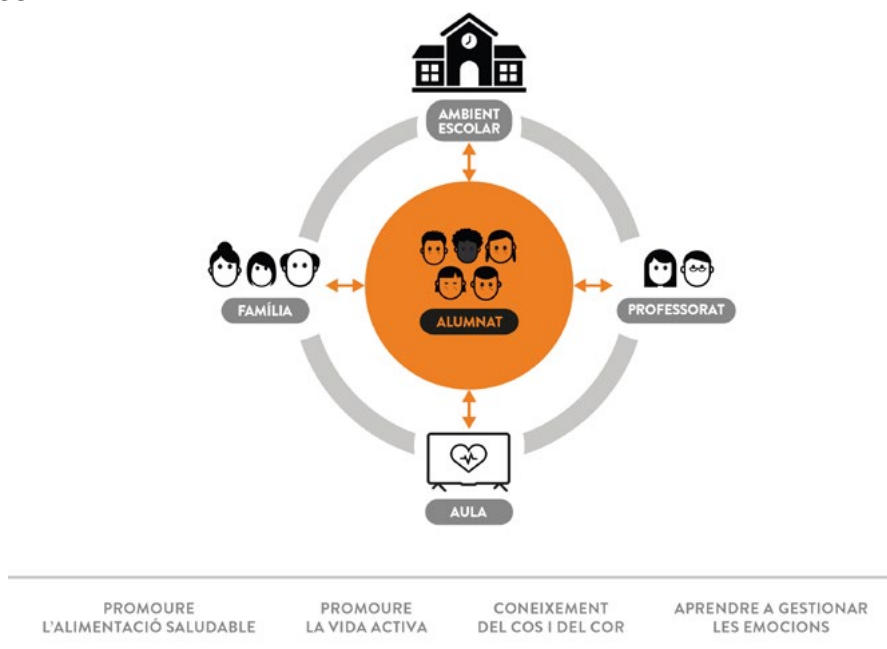 AMBIENT
ESCOLAR
FAMÍLIA
ALUMNAT
PROFESSORAT
AULA
PROMOURE
L'ALIMENTACIÓ SALUDABLE
PROMOURE
LA VIDA ACTIVA
CONEIXEMENT
DEL COS I DEL COR
APRENDRE A GESTIONAR
LES EMOCIONS